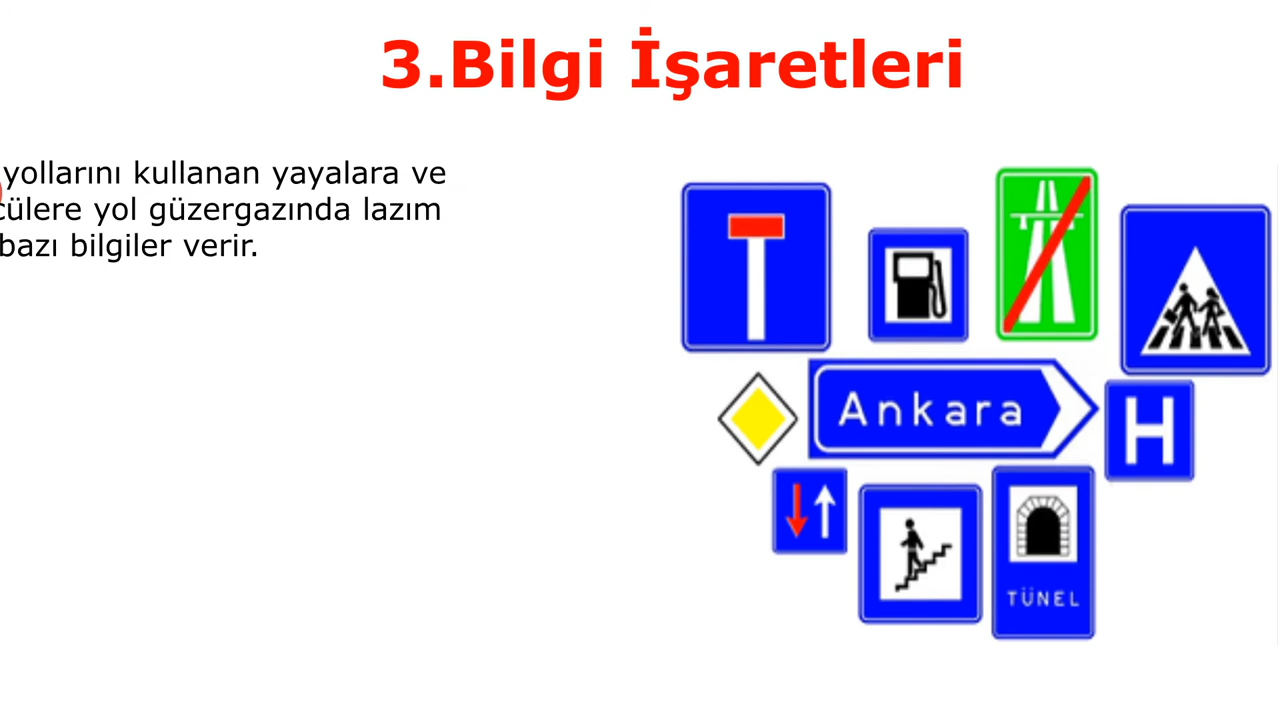 3.Bilgi İşaretleri
yollarını kullanan yayalara ve
cülere yol güzergazında lazım
bazı bilgiler verir.
Ankara
H
TÜNEL